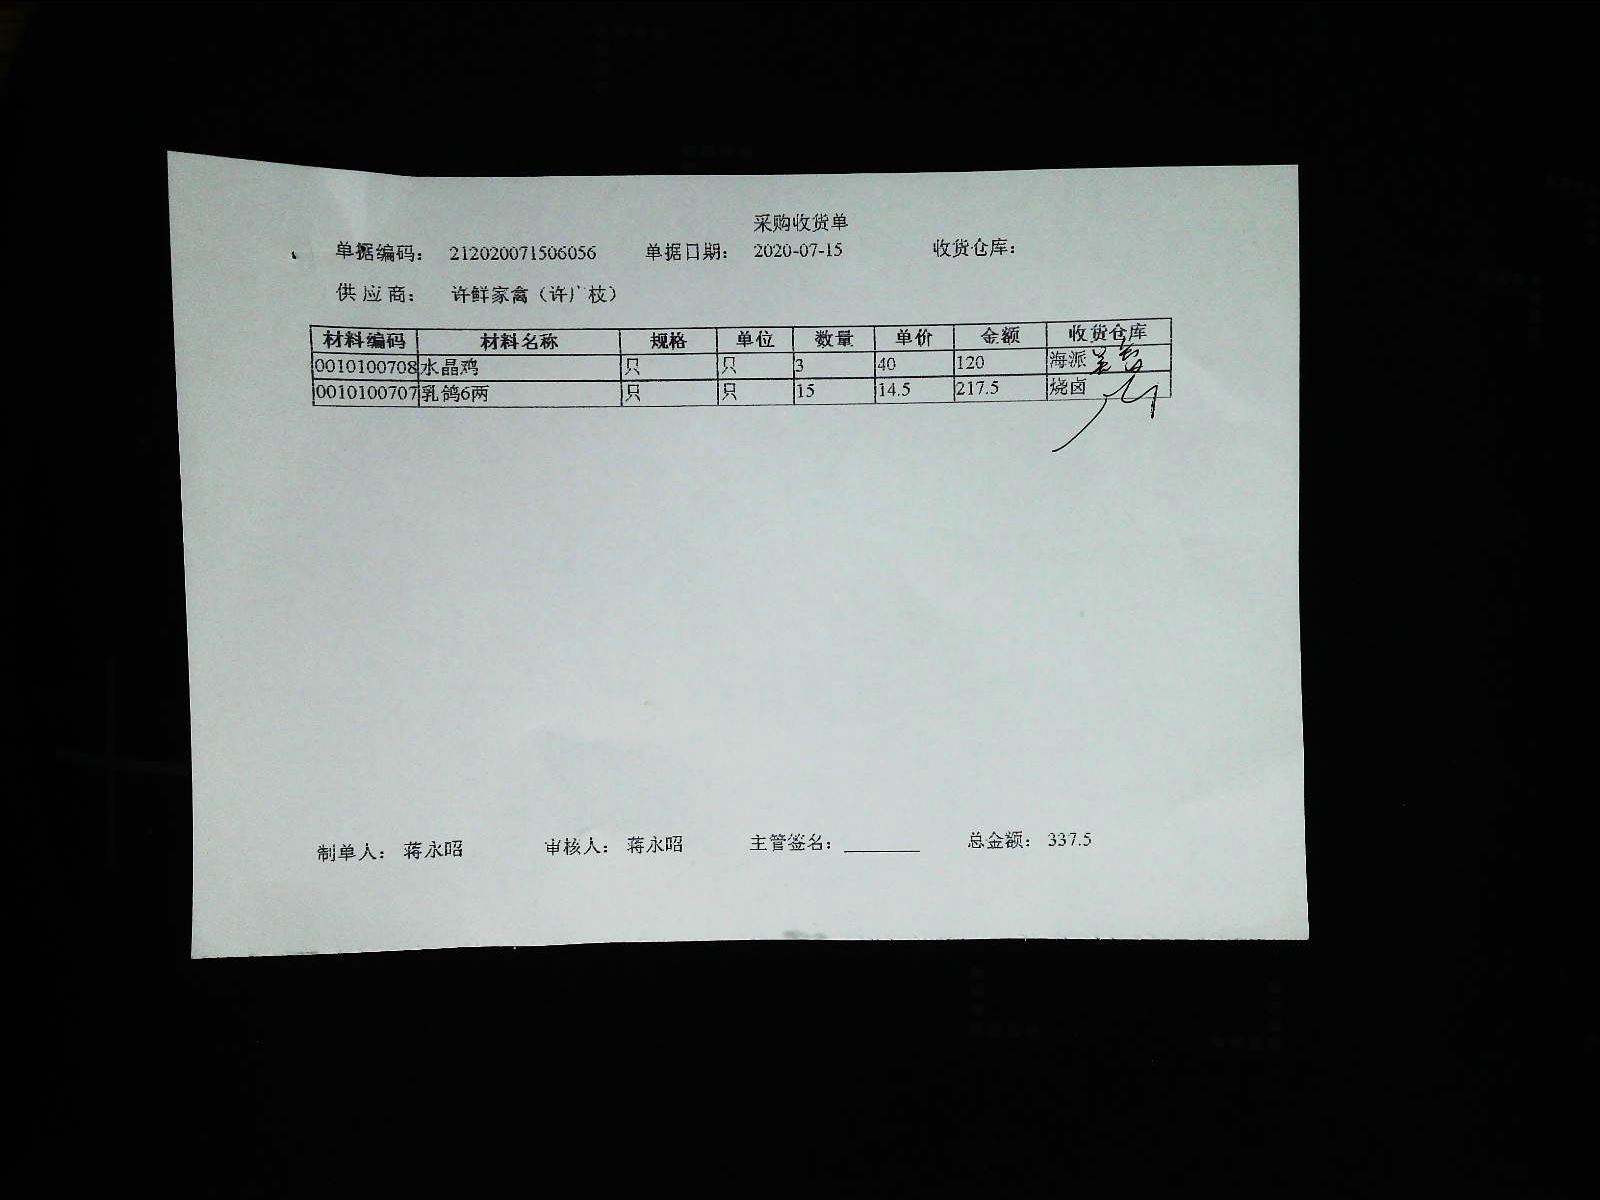 采购收货单
单据编码： 212020071506056 单据日期： 2020-07-15 收货仓库：
供应商： 许鲜家禽（许广枝）
材料编码 材料名称 规格 单位 数量 单价 金额 收货仓库
0010100708 水晶鸡 只 只 3 40 120 海派
0010100707 乳鸽6两 只 只 15 14.5 217.5 烧卤
制单人： 蒋永昭 审核人： 蒋永昭 主管签名： 总金额： 337.5